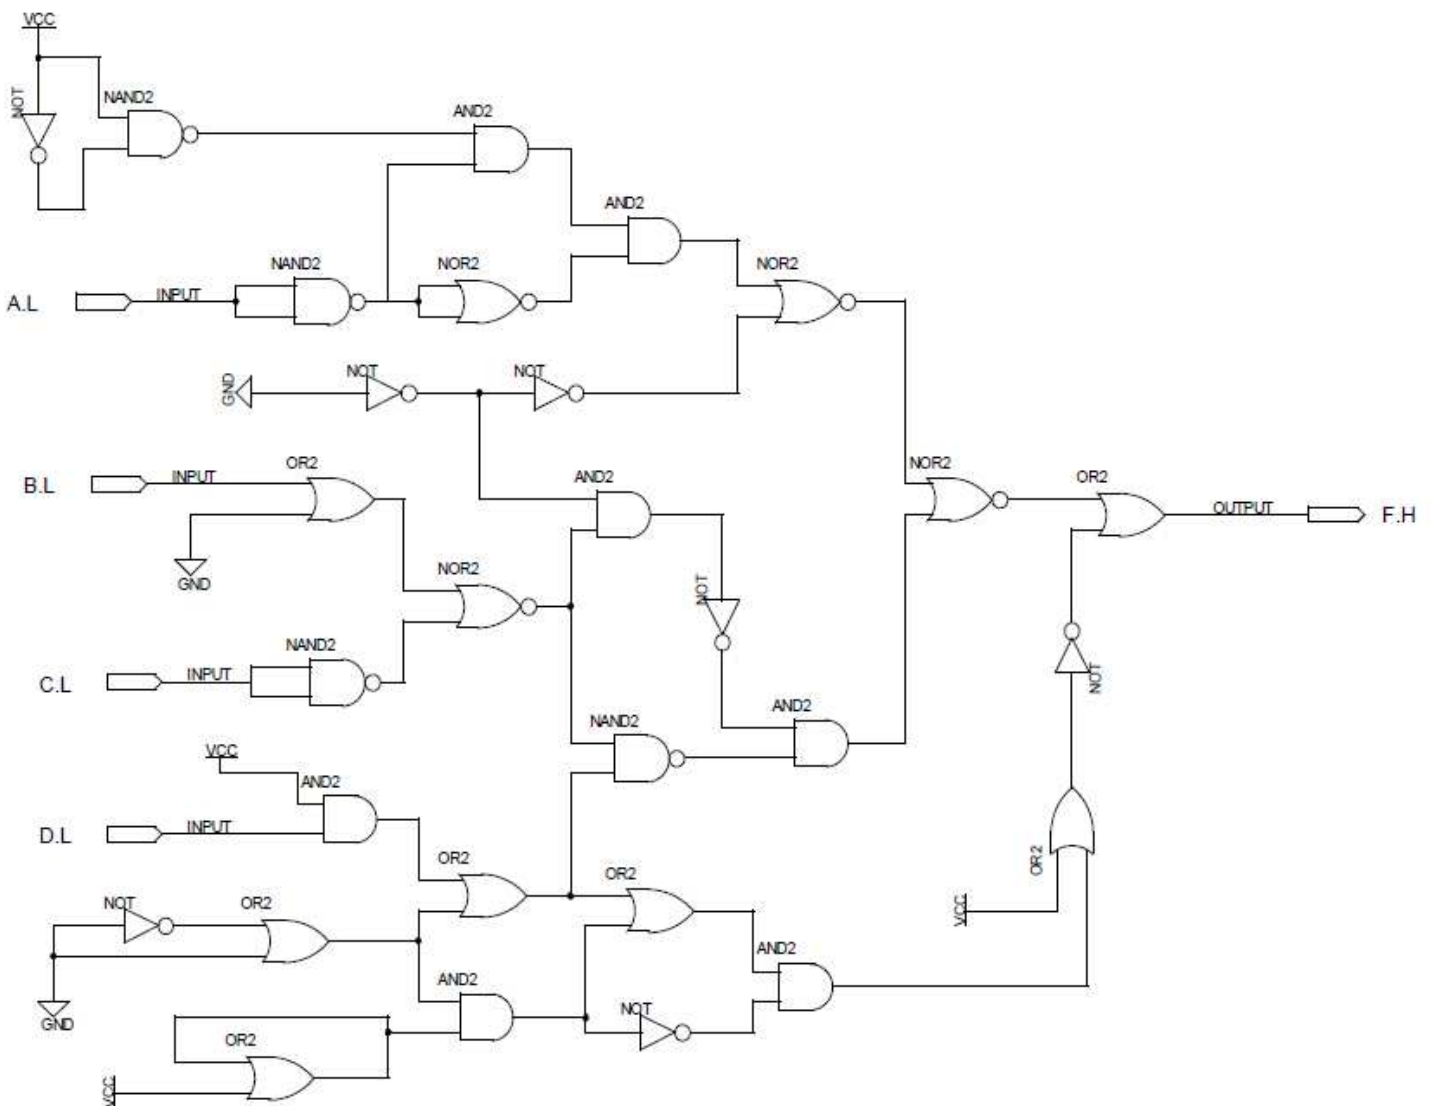 VCC
NOT
NAND2
AND2
AND2
NAND2
NOR2
NOR2
A.L
INPUT
GND
NOT
NOT
B.L
INPUT
OR2
AND2
NOR2
OR2
OUTPUT
F.H
GND
NOR2
NOT
C.L
INPUT
NAND2
NOT
NAND2
AND2
VCC
AND2
D.L
INPUT
OR2
OR2
OR2
VCC
NOT
OR2
AND2
AND2
GND
NOT
OR2
VCC